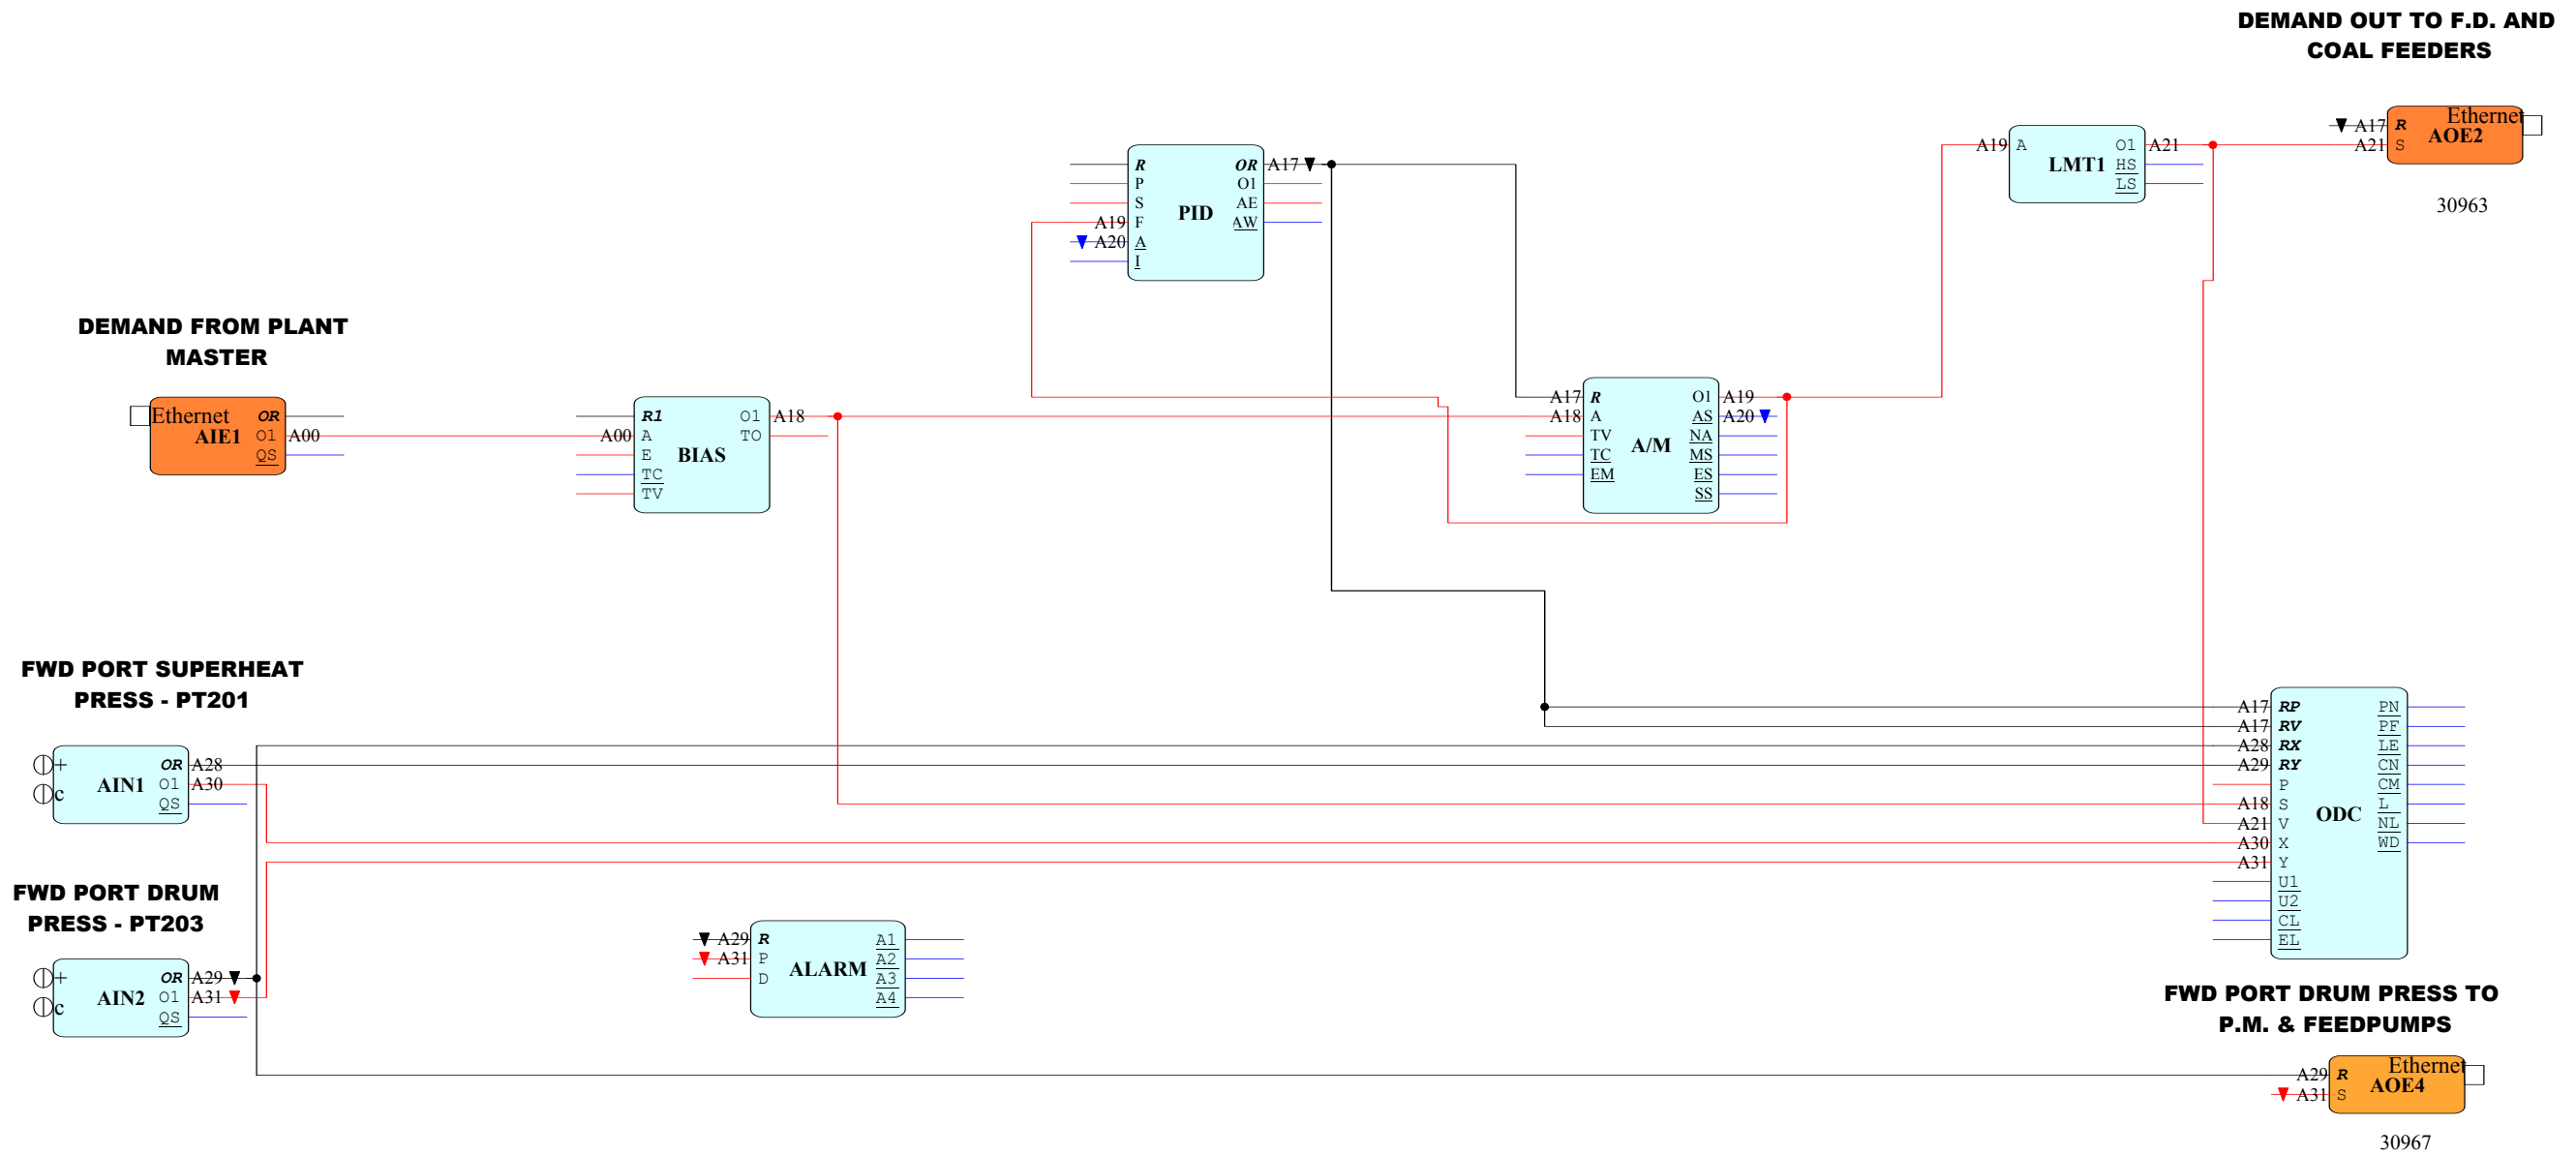 DEMAND OUT TO F.D. AND
COAL FEEDERS
Ethernet
A17 R
AOE2
A21 S
30963
A19 A
O1 A21
LMT1
HS
LS
R
OR A17
P
O1
S
AE
PID
A19 F
AW
A20 A
I
DEMAND FROM PLANT
MASTER
Ethernet
OR
AIE1
O1 A00
QS
R1
O1 A18
A00 A
TO
E
BIAS
TC
TV
A17 R
O1 A19
A18 A
AS A20
TV
NA
A/M
TC
MS
EM
ES
SS
FWD PORT SUPERHEAT
PRESS - PT201
+
OR A28
AIN1
O1 A30
c
QS
FWD PORT DRUM
PRESS - PT203
+
OR A29
AIN2
O1 A31
c
QS
A29 R
A1
A31 P
A2
ALARM
D
A3
A4
A17 RP
PN
A17 RV
PF
A28 RX
LE
A29 RY
CN
P
CM
A18 S
L
ODC
A21 V
NL
A30 X
WD
A31 Y
U1
U2
CL
EL
FWD PORT DRUM PRESS TO
P.M. & FEEDPUMPS
Ethernet
A29 R
AOE4
A31 S
30967